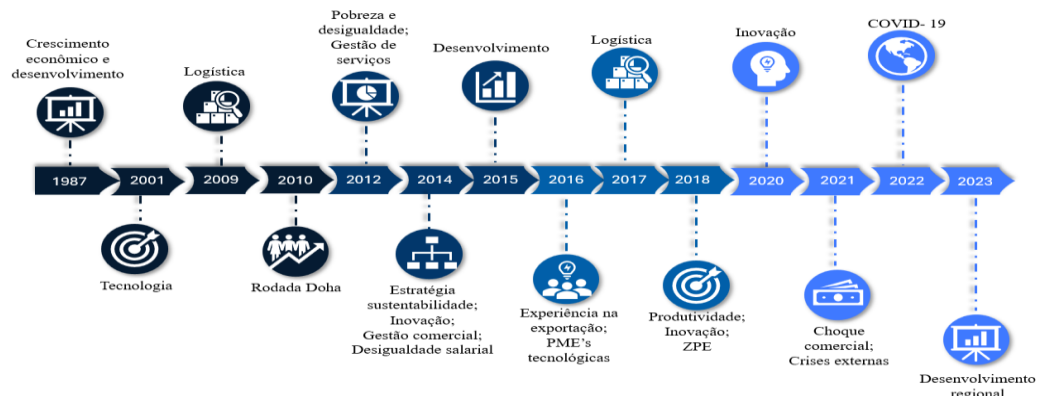 Crescimento
econômico e
desenvolvimento
Logística
Pobreza e
desigualdade;
Gestão de
serviços
Desenvolvimento
Logística
Inovação
COVID- 19
1987
2001
2009
2010
2012
2014
2015
2016
2017
2018
2020
2021
2022
2023
Tecnologia
Rodada Doha
Estratégia
sustentabilidade;
Inovação;
Gestão comercial;
Desigualdade salarial
Experiência na
exportação;
PME's
tecnológicas
Produtividade;
Inovação;
ZPE
Choque
comercial;
Crises externas
Desenvolvimento
regional